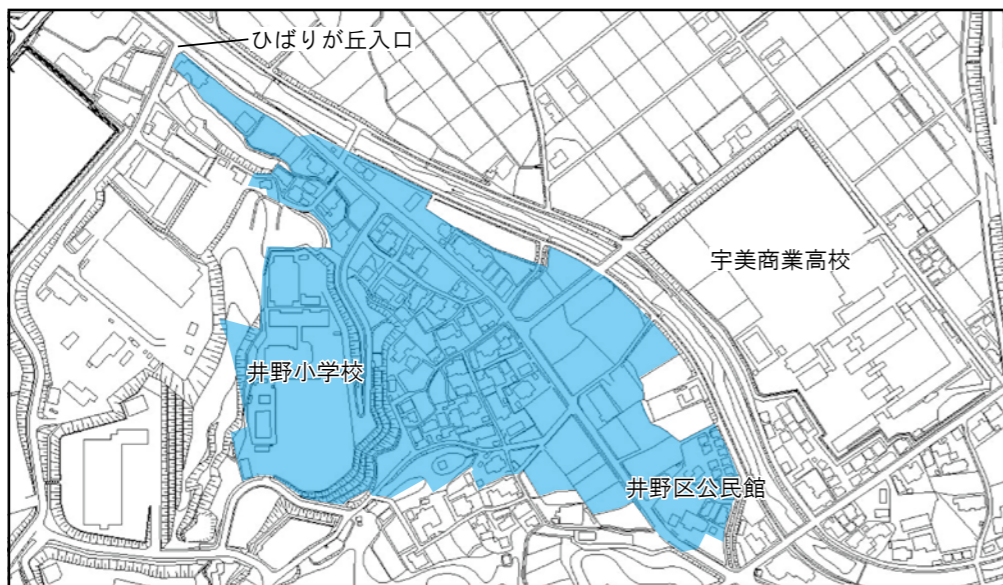 ひばりが丘入口
宇美商業高校
井野小学校
井野区公民館